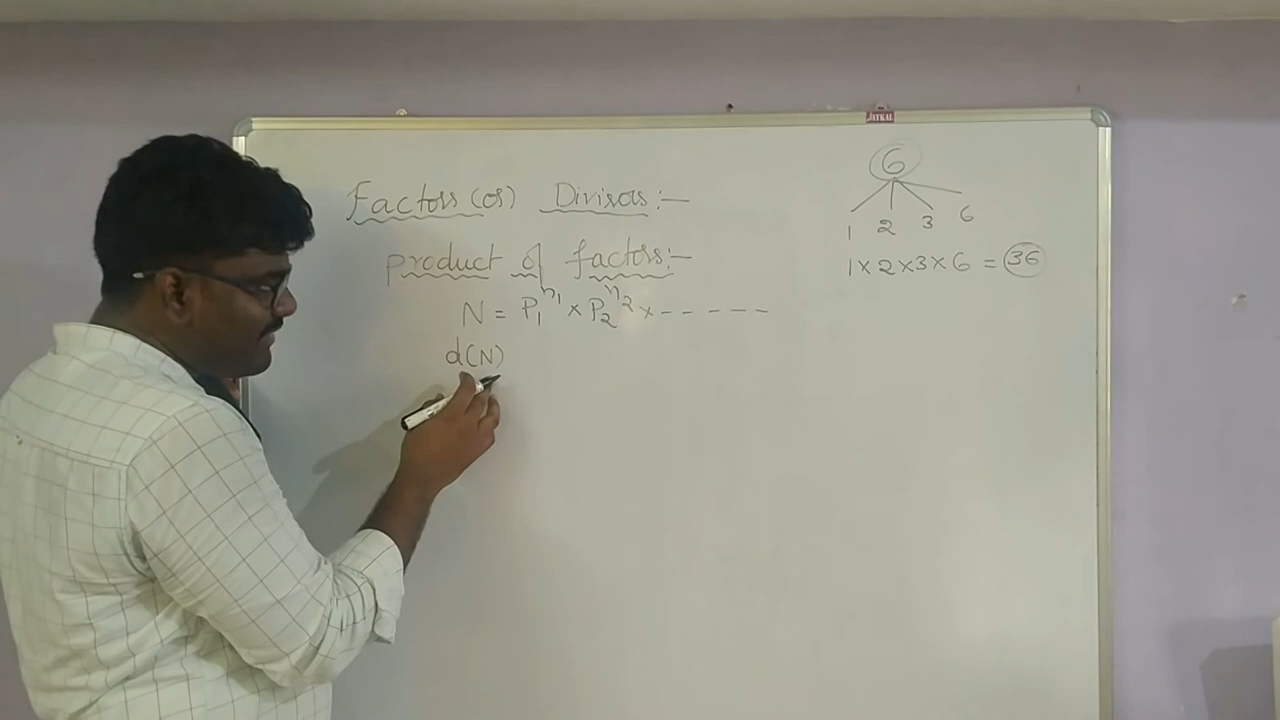 JAYKAL
Factors (or) Divisors :-
product of factors:-
N = P₁^n₁ × P₂^n₂ × ------
d(N)
6
1 2 3 6
1×2×3×6 = 36